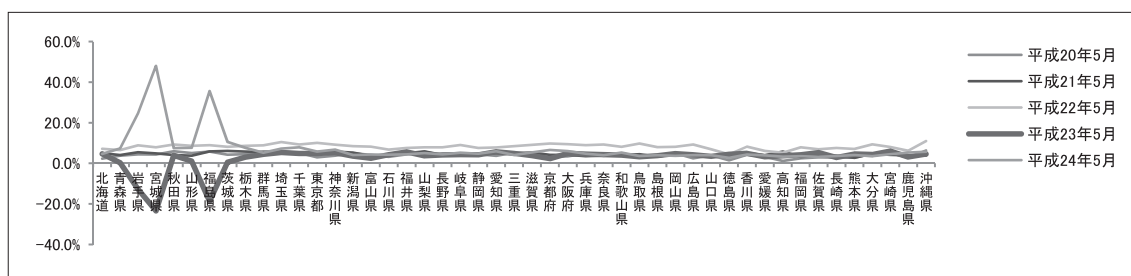 60.0%
40.0%
20.0%
0.0%
−20.0%
−40.0%
北海道
青森県
岩手県
宮城県
秋田県
山形県
福島県
茨城県
栃木県
群馬県
埼玉県
千葉県
東京都
神奈川県
新潟県
富山県
石川県
福井県
山梨県
長野県
岐阜県
静岡県
愛知県
三重県
滋賀県
京都府
大阪府
兵庫県
奈良県
和歌山県
鳥取県
島根県
岡山県
広島県
山口県
徳島県
香川県
愛媛県
高知県
福岡県
佐賀県
長崎県
熊本県
大分県
宮崎県
鹿児島県
沖縄県
平成20年5月
平成21年5月
平成22年5月
平成23年5月
平成24年5月